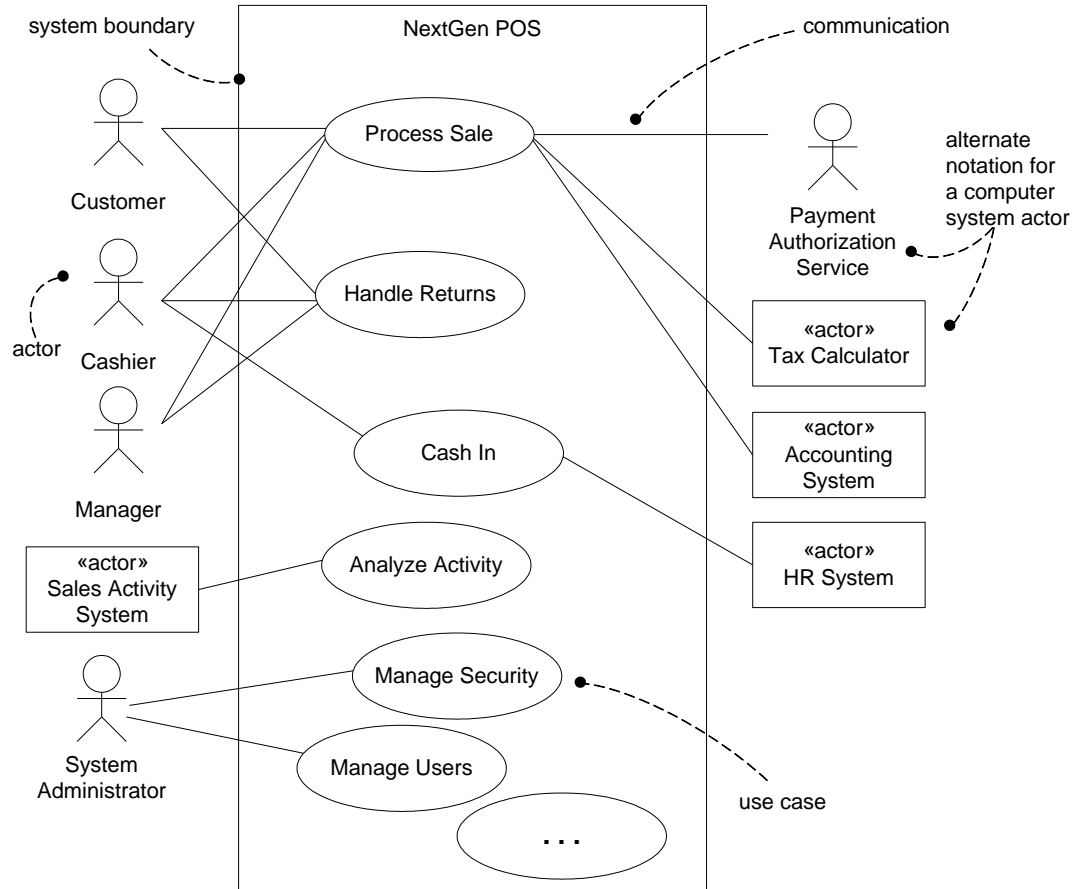 system boundary
NextGen POS
communication
Process Sale
Customer
alternate
notation for
a computer
system actor
Payment
Authorization
Service
Handle Returns
actor
Cashier
«actor»
Tax Calculator
Cash In
«actor»
Accounting
System
Manager
«actor»
Sales Activity
System
Analyze Activity
«actor»
HR System
Manage Security
System
Administrator
Manage Users
use case
. . .